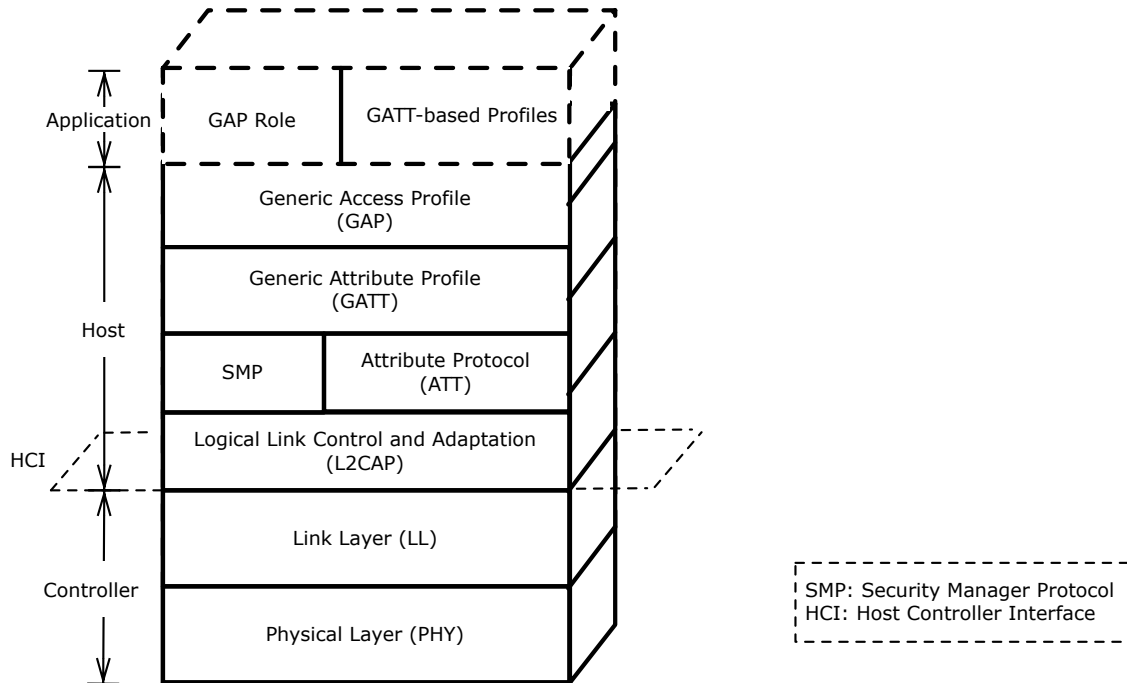 Application
GAP Role
GATT-based Profiles
Generic Access Profile
(GAP)
Generic Attribute Profile
(GATT)
Host
SMP
Attribute Protocol
(ATT)
Logical Link Control and Adaptation
(L2CAP)
HCI
Link Layer (LL)
Controller
Physical Layer (PHY)
SMP: Security Manager Protocol
HCI: Host Controller Interface